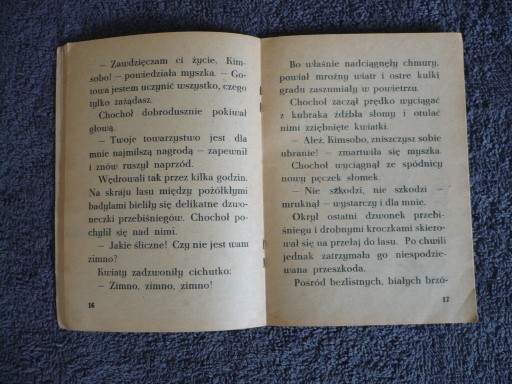 — Zawdzięczam ci życie, Kim-
sobo! — powiedziała myszka. — Go-
towa jestem uczynić wszystko, czego
tylko zażądasz.
Chochoł dobrodusznie pokiwał
głową.
— Twoje towarzystwo jest dla
mnie najmilszą nagrodą — zapewnił
i znów ruszył naprzód.
Wędrowali tak przez kilka godzin.
Na skraju lasu między pożółkłymi
badylami bieliły się delikatne dzwo-
neczki przebiśniegów. Chochoł po-
chylił się nad nimi.
— Jakie śliczne! Czy nie jest wam
zimno?
Kwiaty zadzwoniły cichutko:
— Zimno, zimno, zimno!
16
Bo właśnie nadciągnęły chmury,
powiał mroźny wiatr i ostre kulki
gradu zaszumiały w powietrzu.
Chochoł zaczął prędko wyciągać
z kubraka źdźbła słomy i otulać
nimi zziębnięte kwiatki.
— Ależ, Kimsobo, zniszczysz sobie
ubranie! — zmartwiła się myszka.
Chochoł wyciągnął ze spódnicy
nowy pęczek słomek.
— Nie szkodzi, nie szkodzi —
mruknął — wystarczy i dla mnie.
Okrył ostatni dzwonek przebi-
śniegu i drobnymi kroczkami skiero-
wał się na przełaj do lasu. Po chwili
jednak zatrzymała go niespodzie-
wana przeszkoda.
Pośród bezlistnych, białych brzó-
17